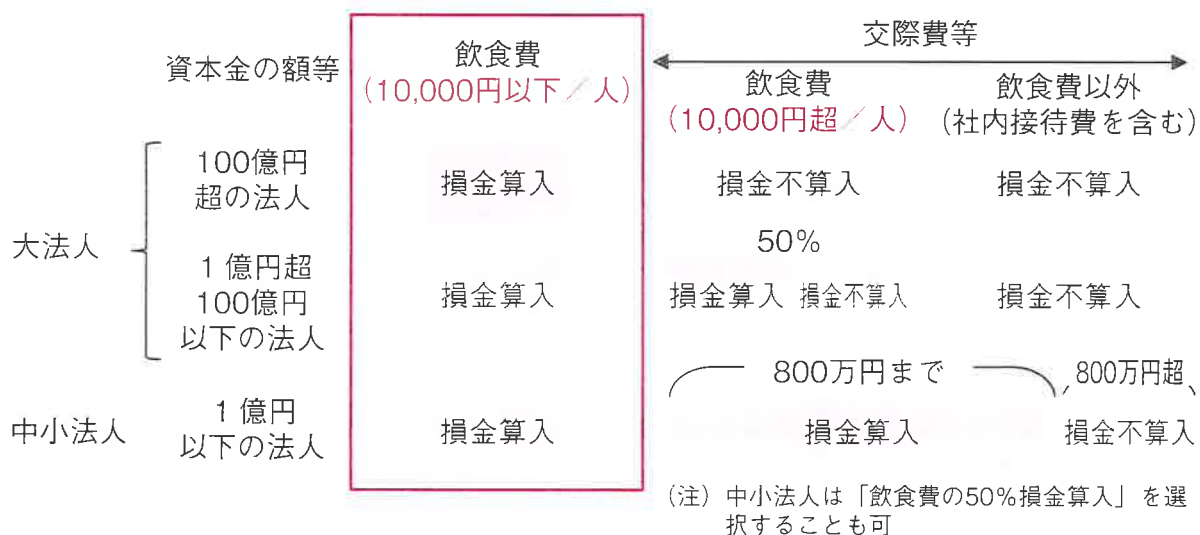 交際費等
資本金の額等
飲食費
(10,000円以下／人)
飲食費
(10,000円超／人)
飲食費以外
(社内接待費を含む)
大法人
100億円
超の法人
損金算入
損金不算入
損金不算入
1億円超
100億円
以下の法人
損金算入
50%
損金算入 損金不算入
損金不算入
800万円まで
800万円超
中小法人
1億円
以下の法人
損金算入
損金算入
損金不算入
(注) 中小法人は「飲食費の50%損金算入」を選
択することも可